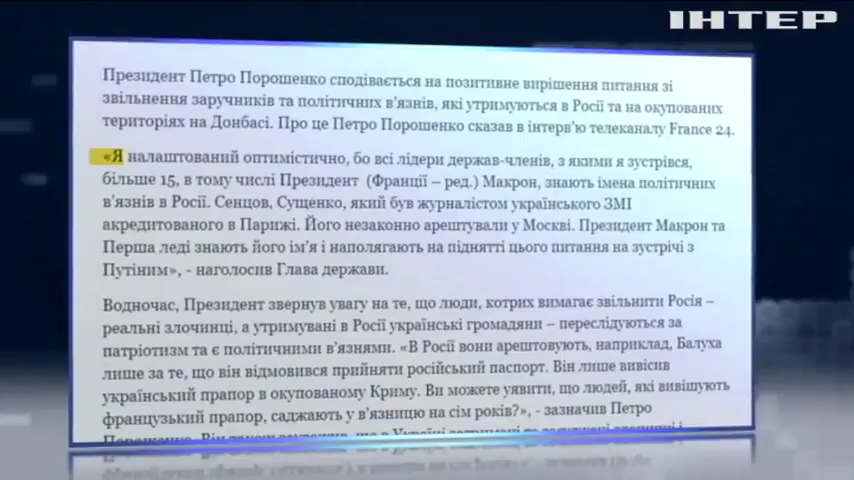 ІНТЕР
Президент Петро Порошенко сподівається на позитивне вирішення питання зі
звільнення заручників та політичних в'язнів, які утримуються в Росії та на окупованих
територіях на Донбасі. Про це Петро Порошенко сказав в інтерв'ю телеканалу France 24.
«Я налаштований оптимістично, бо всі лідери держав-членів, з якими я зустрівся,
більше 15, в тому числі Президент (Франції – ред.) Макрон, знають імена політичних
в'язнів в Росії. Сенцов, Сущенко, який був журналістом українського ЗМІ
акредитованого в Парижі. Його незаконно арештували у Москві. Президент Макрон та
Перша леді знають його ім'я і наполягають на піднятті цього питання на зустрічі з
Путіним», - наголосив Глава держави.
Водночас, Президент звернув увагу на те, що люди, котрих вимагає звільнити Росія –
реальні злочинці, а утримувані в Росії українські громадяни – переслідуються за
патріотизм та є політичними в'язнями. «В Росії вони арештовують, наприклад, Балуха
лише за те, що він відмовився прийняти російський паспорт. Він лише вивісив
український прапор в окупованому Криму. Ви можете уявити, що людей, які вивішують
французький прапор, саджають у в'язницю на сім років?», - зазначив Петро